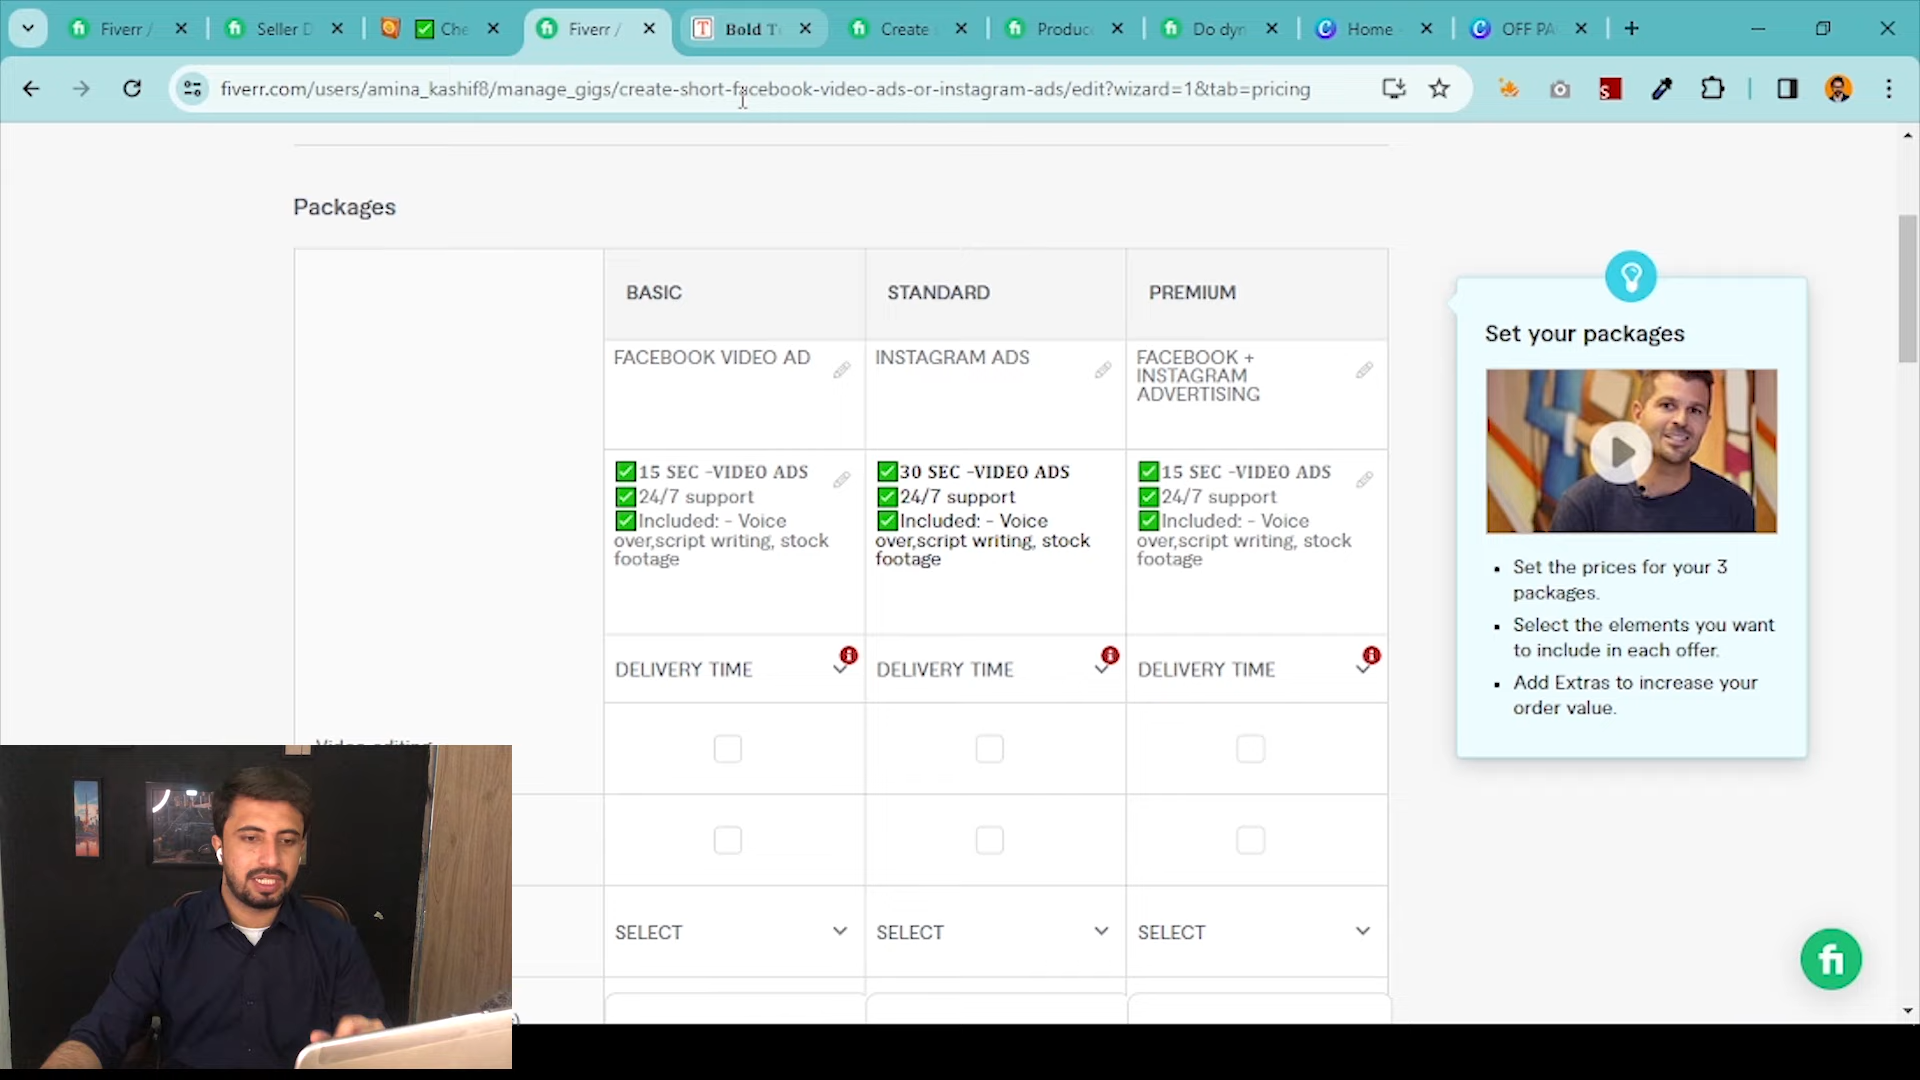 Fiverr /
Seller D
Che
Fiverr /
Bold T
Create
Produc
Do dyn
Home
OFF PA
fiverr.com/users/amina_kashif8/manage_gigs/create-short-facebook-video-ads-or-instagram-ads/edit?wizard=1&tab=pricing
Packages
BASIC STANDARD PREMIUM
FACEBOOK VIDEO AD
INSTAGRAM ADS
FACEBOOK +
INSTAGRAM
ADVERTISING
✅15 SEC -VIDEO ADS
✅24/7 support
✅Included: - Voice
over,script writing, stock
footage
✅30 SEC -VIDEO ADS
✅24/7 support
✅Included: - Voice
over,script writing, stock
footage
✅15 SEC -VIDEO ADS
✅24/7 support
✅Included: - Voice
over,script writing, stock
footage
DELIVERY TIME DELIVERY TIME DELIVERY TIME
Video editing
SELECT SELECT SELECT
Set your packages
• Set the prices for your 3
packages.
• Select the elements you want
to include in each offer.
• Add Extras to increase your
order value.
fi